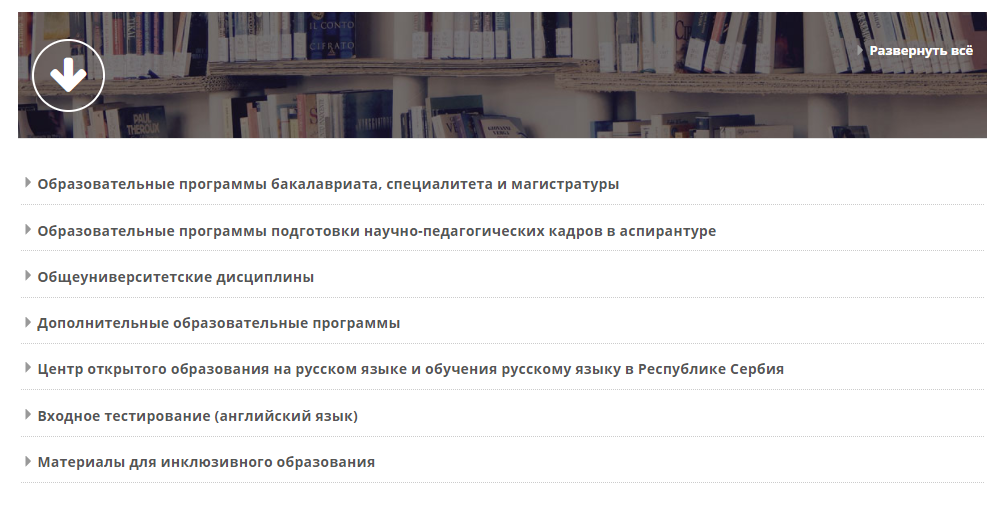 IL CONTO
CIFRATO
Развернуть всё
PAUL
THEROUX
GIOVANNI
VERGA
Образовательные программы бакалавриата, специалитета и магистратуры
Образовательные программы подготовки научно-педагогических кадров в аспирантуре
Общеуниверситетские дисциплины
Дополнительные образовательные программы
Центр открытого образования на русском языке и обучения русскому языку в Республике Сербия
Входное тестирование (английский язык)
Материалы для инклюзивного образования